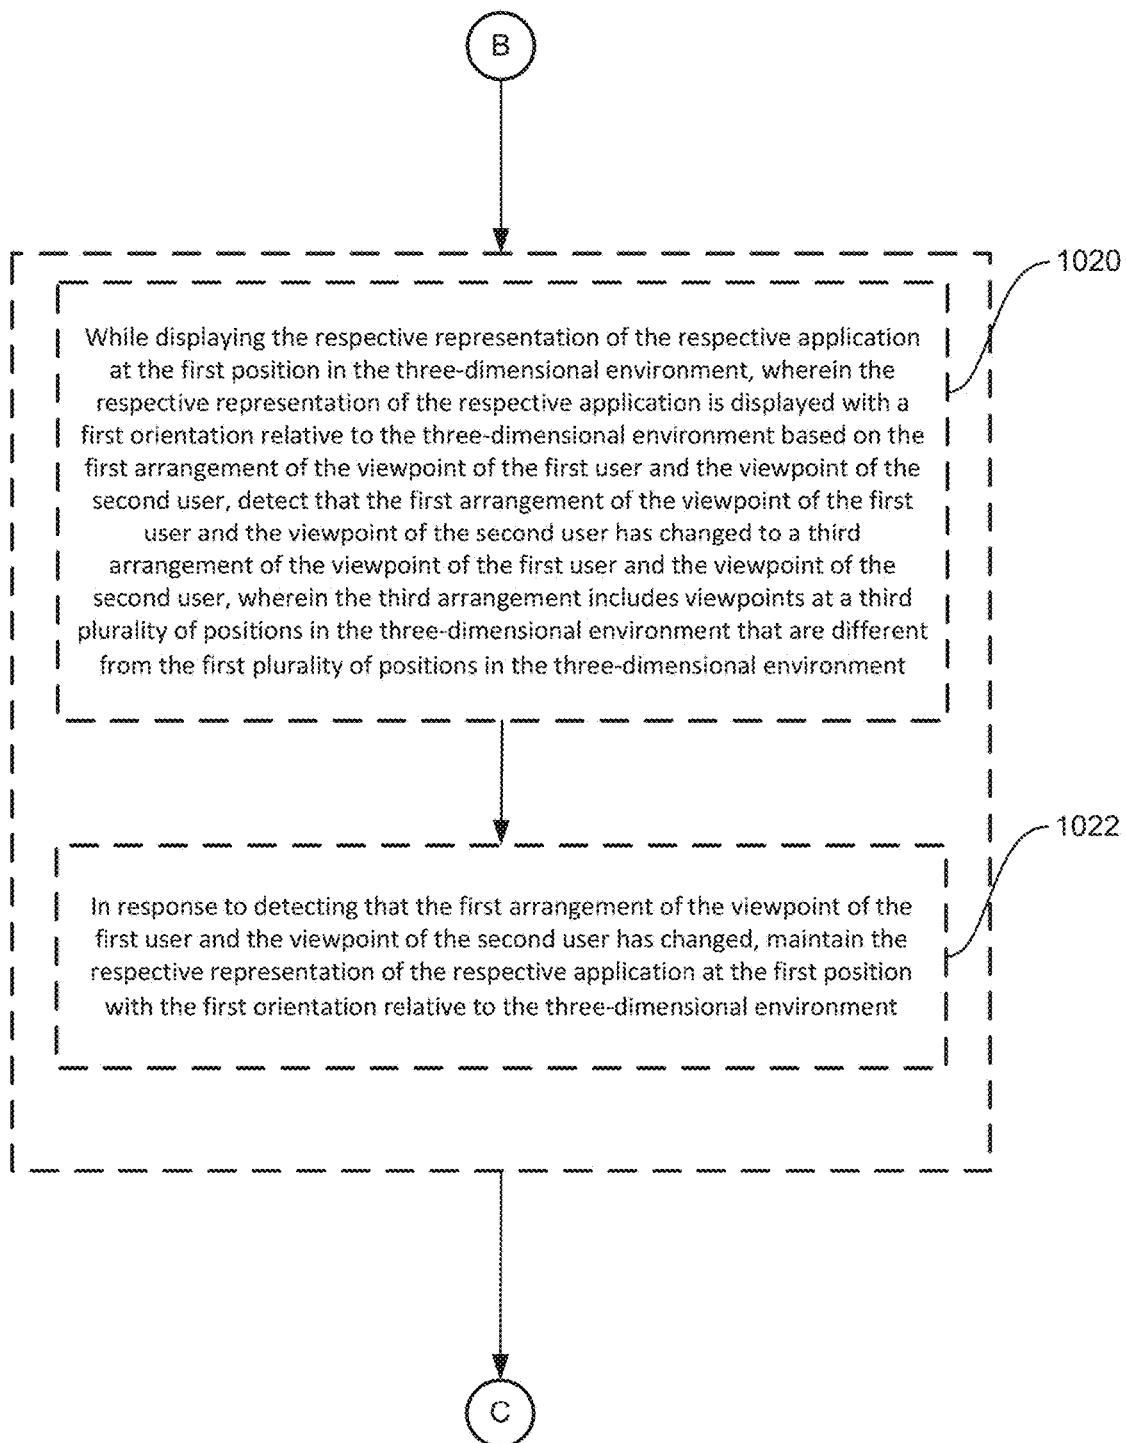 B
1020
While displaying the respective representation of the respective application
at the first position in the three-dimensional environment, wherein the
respective representation of the respective application is displayed with a
first orientation relative to the three-dimensional environment based on the
first arrangement of the viewpoint of the first user and the viewpoint of the
second user, detect that the first arrangement of the viewpoint of the first
user and the viewpoint of the second user has changed to a third
arrangement of the viewpoint of the first user and the viewpoint of the
second user, wherein the third arrangement includes viewpoints at a third
plurality of positions in the three-dimensional environment that are different
from the first plurality of positions in the three-dimensional environment
1022
In response to detecting that the first arrangement of the viewpoint of the
first user and the viewpoint of the second user has changed, maintain the
respective representation of the respective application at the first position
with the first orientation relative to the three-dimensional environment
C